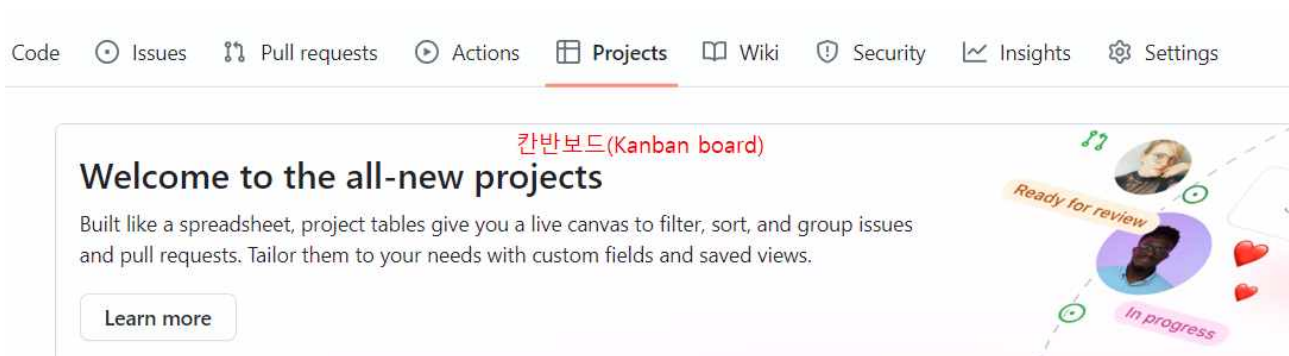 Code Issues Pull requests Actions Projects Wiki Security Insights Settings
칸반보드(Kanban board)
Welcome to the all-new projects
Built like a spreadsheet, project tables give you a live canvas to filter, sort, and group issues
and pull requests. Tailor them to your needs with custom fields and saved views.
Learn more
Ready for review
In progress